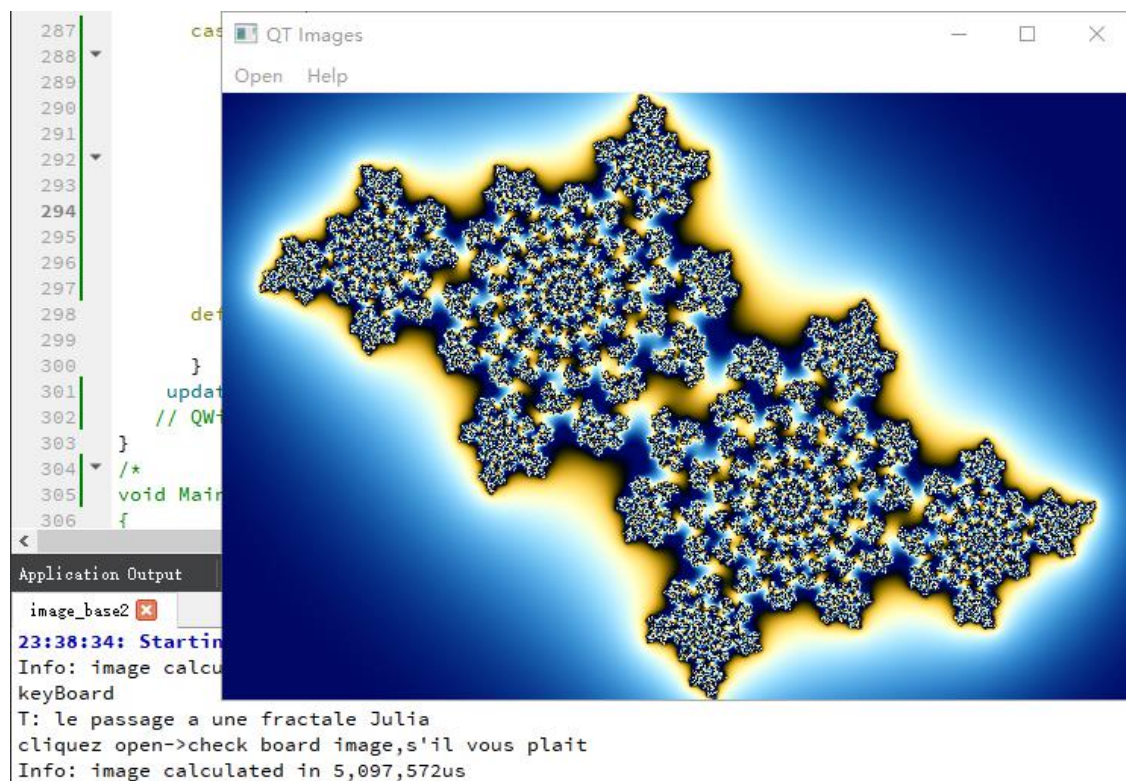 287 cas
288
289
290
291
292
293
294
295
296
297
298 def
299
300 }
301 updat
302 // QWi
303 }
304 /*
305 void Main
306 {
QT Images
Open Help
Application Output
image_base2
23:38:34: Startin
Info: image calcu
keyBoard
T: le passage a une fractale Julia
cliquez open->check board image,s'il vous plait
Info: image calculated in 5,097,572us